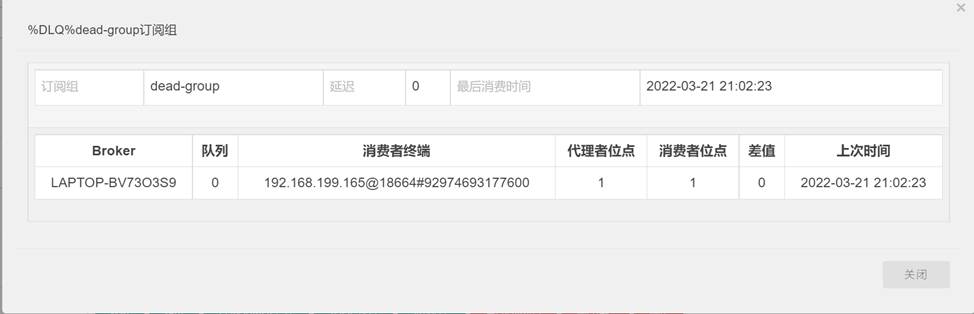 ×
%DLQ%dead-group订阅组
订阅组 dead-group 延迟 0 最后消费时间 2022-03-21 21:02:23
Broker 队列 消费者终端 代理者位点 消费者位点 差值 上次时间
LAPTOP-BV73O3S9 0 192.168.199.165@18664#92974693177600 1 1 0 2022-03-21 21:02:23
关闭